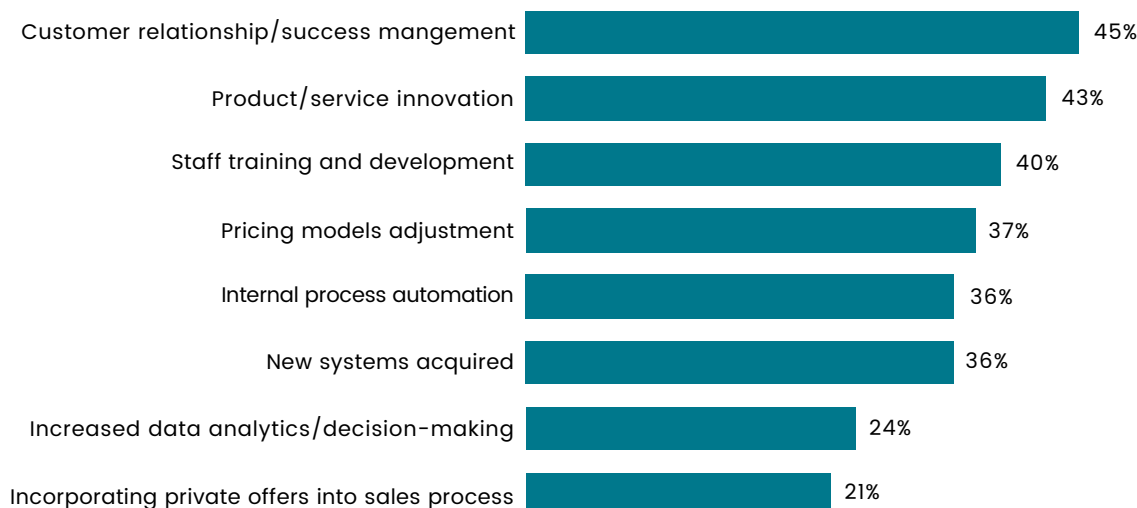 Customer relationship/success mangement 45%
Product/service innovation 43%
Staff training and development 40%
Pricing models adjustment 37%
Internal process automation 36%
New systems acquired 36%
Increased data analytics/decision-making 24%
Incorporating private offers into sales process 21%